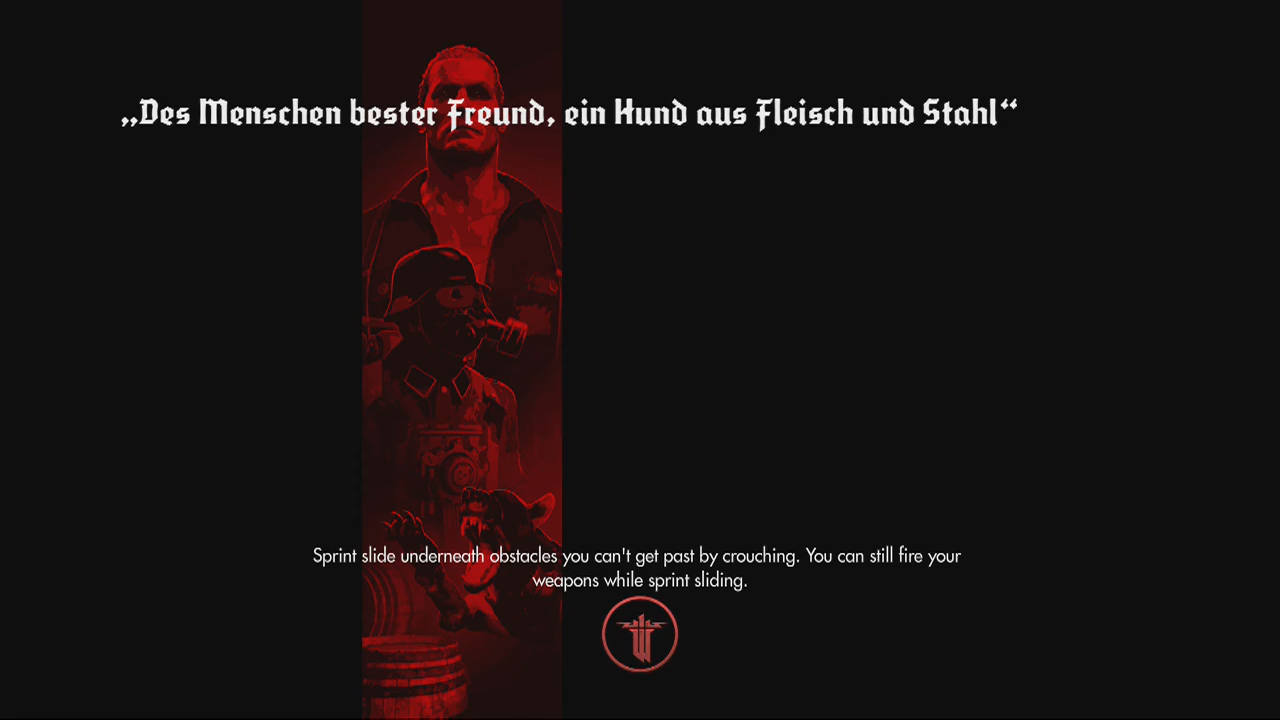 „Des Menschen bester Freund, ein Hund aus Fleisch und Stahl“
Sprint slide underneath obstacles you can't get past by crouching. You can still fire your
weapons while sprint sliding.